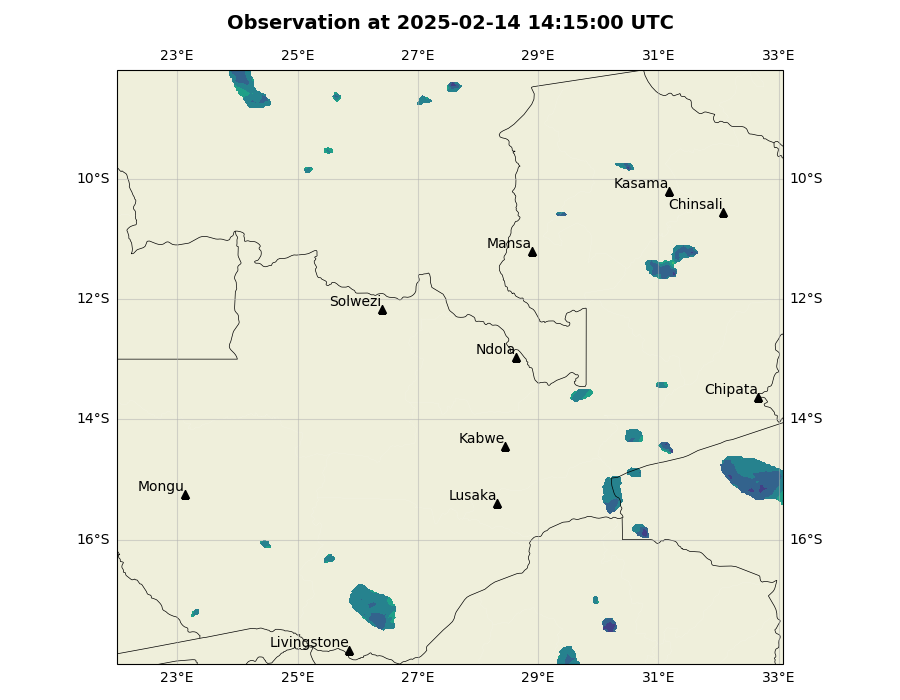 Observation at 2025-02-14 14:15:00 UTC
23°E 25°E 27°E 29°E 31°E 33°E
10°S 10°S
Kasama
Chinsali
Mansa
12°S 12°S
Solwezi
Ndola
Chipata
14°S 14°S
Kabwe
Mongu
Lusaka
16°S 16°S
Livingstone
23°E 25°E 27°E 29°E 31°E 33°E